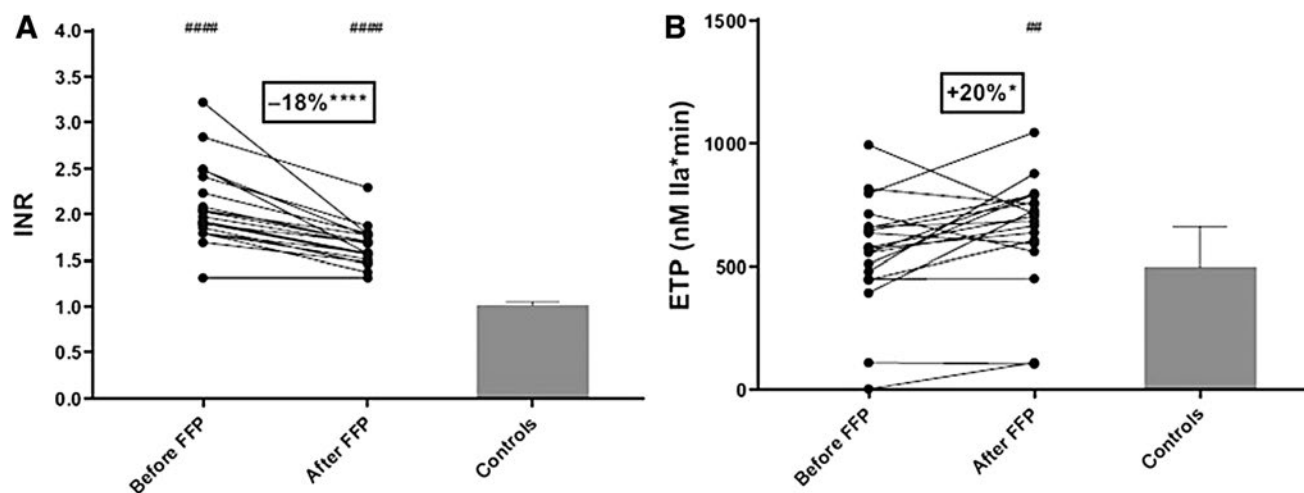 A
INR
4.0
3.5
3.0
2.5
2.0
1.5
1.0
0.5
0.0
####
####
–18%****
Before FFP
After FFP
Controls
B
ETP (nM IIa*min)
1500
1000
500
0
##
+20%*
Before FFP
After FFP
Controls